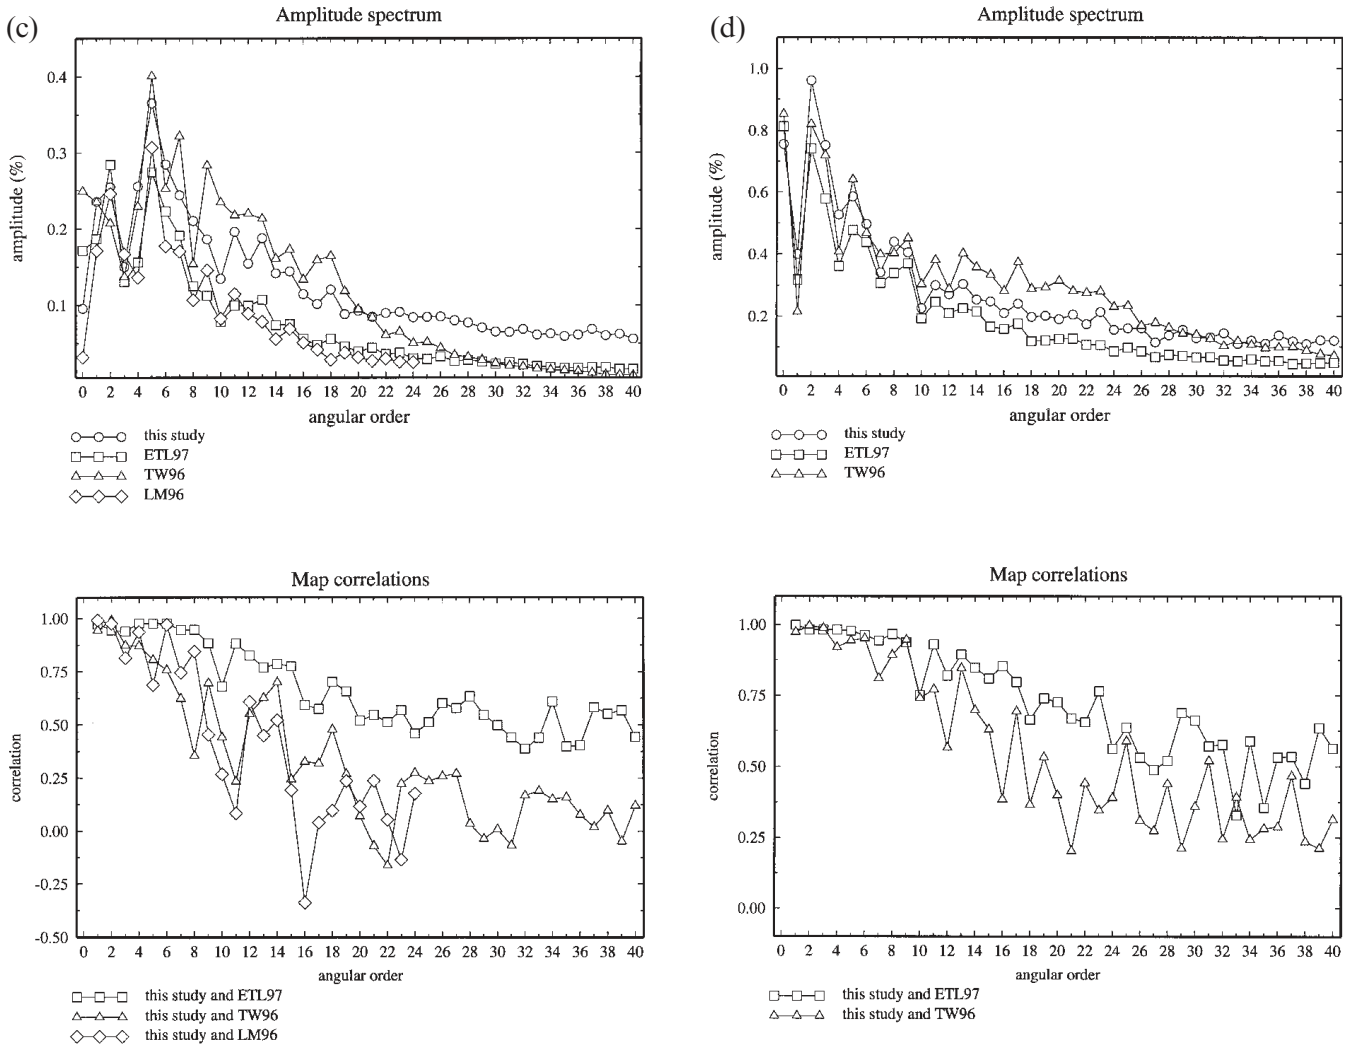 (c)
Amplitude spectrum
0.4
0.3
0.2
0.1
amplitude (%)
0 2 4 6 8 10 12 14 16 18 20 22 24 26 28 30 32 34 36 38 40
angular order
this study
ETL97
TW96
LM96
(d)
Amplitude spectrum
1.0
0.8
0.6
0.4
0.2
amplitude (%)
0 2 4 6 8 10 12 14 16 18 20 22 24 26 28 30 32 34 36 38 40
angular order
this study
ETL97
TW96
Map correlations
1.00
0.75
0.50
0.25
0.00
-0.25
-0.50
correlation
0 2 4 6 8 10 12 14 16 18 20 22 24 26 28 30 32 34 36 38 40
angular order
this study and ETL97
this study and TW96
this study and LM96
Map correlations
1.00
0.75
0.50
0.25
0.00
correlation
0 2 4 6 8 10 12 14 16 18 20 22 24 26 28 30 32 34 36 38 40
angular order
this study and ETL97
this study and TW96